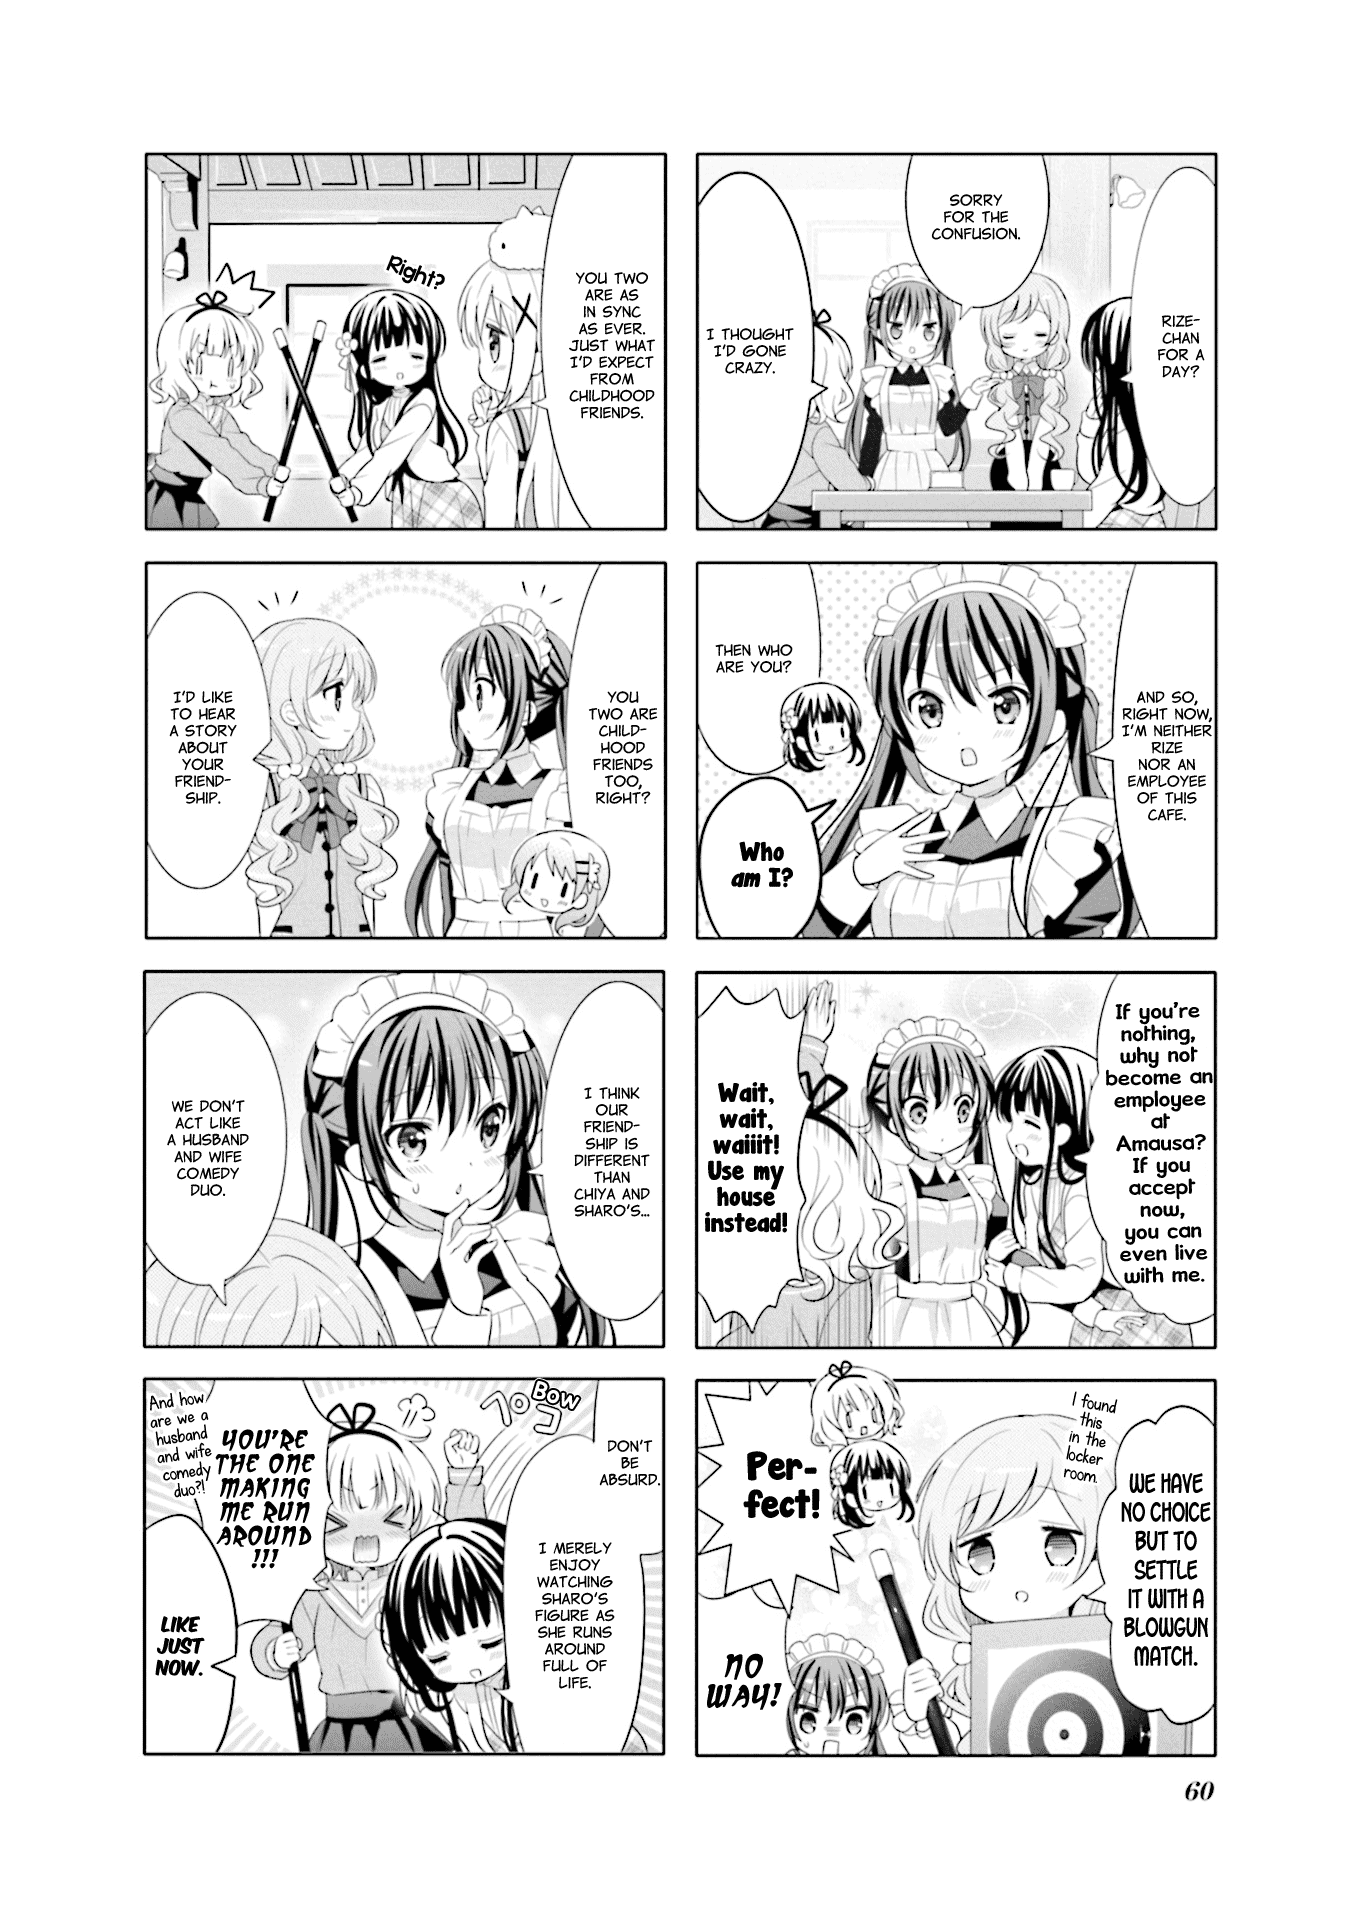 RIZE-
CHAN
FOR A
DAY?
SORRY
FOR THE
CONFUSION.
I THOUGHT
I'D GONE
CRAZY.
AND SO,
RIGHT NOW,
I'M NEITHER
RIZE
NOR AN
EMPLOYEE
OF THIS
CAFE.
THEN WHO
ARE YOU?
Who
am I?
If you're
nothing,
why not
become an
employee
at
Amausa?
If you
accept
now,
you can
even live
with me.
Wait,
wait,
waiiit!
Use my
house
instead!
WE HAVE
NO CHOICE
BUT TO
SETTLE
IT WITH A
BLOWGUN
MATCH.
I found
this
in the
locker
room.
Per-
fect!
NO
WAY!
YOU TWO
ARE AS
IN SYNC
AS EVER.
JUST WHAT
I'D EXPECT
FROM
CHILDHOOD
FRIENDS.
Right?
YOU
TWO ARE
CHILD-
HOOD
FRIENDS
TOO,
RIGHT?
I'D LIKE
TO HEAR
A STORY
ABOUT
YOUR
FRIEND-
SHIP.
I THINK
OUR
FRIEND-
SHIP IS
DIFFERENT
THAN
CHIYA AND
SHARO'S...
WE DON'T
ACT LIKE
A HUSBAND
AND WIFE
COMEDY
DUO.
DON'T
BE
ABSURD.
I MERELY
ENJOY
WATCHING
SHARO'S
FIGURE AS
SHE RUNS
AROUND
FULL OF
LIFE.
BOW
ペコ
YOU'RE
THE ONE
MAKING
ME RUN
AROUND
!!!
And how
are we a
husband
and wife
comedy
duo?!
LIKE
JUST
NOW.
60